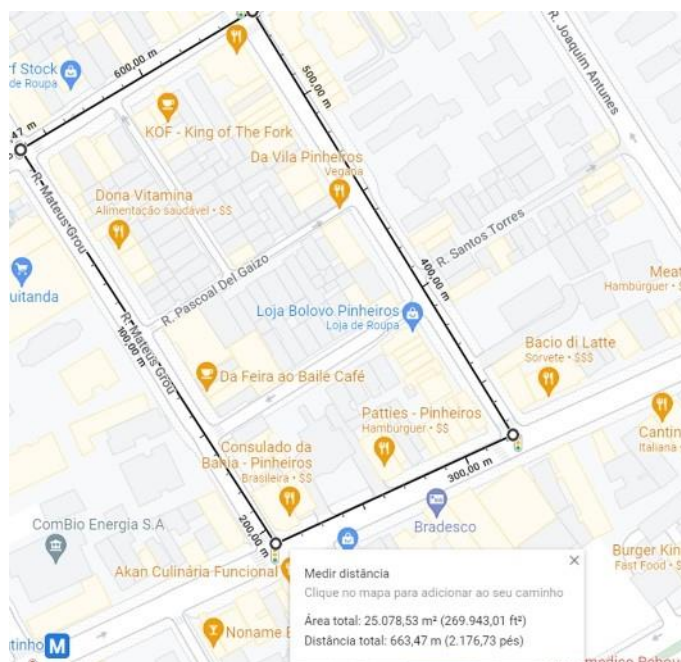 R. Joaquim Antunes
600,00 m
500,00 m
rf Stock
de Roupa
47 m
KOF - King of The Fork
Da Vila Pinheiros
Vegana
R. Mateus Grou
Dona Vitamina
Alimentação saudável • $$
R. Santos Torres
400,00 m
uitanda
R. Pascoal Del Gaizo
Meat
Hambúrguer • $
Loja Bolovo Pinheiros
Loja de Roupa
R. Mateus Grou
100,00 m
Bacio di Latte
Sorvete • $$$
Da Feira ao Baile Café
Patties - Pinheiros
Hambúrguer • $$
Cantin
Italiana •
Consulado da
Bahia - Pinheiros
Brasileira • $$
300,00 m
200,00 m
Bradesco
ComBio Energia S.A.
Akan Culinária Funcional
Burger Kin
Fast Food • $
Medir distância
Clique no mapa para adicionar ao seu caminho
Área total: 25.078,53 m² (269.943,01 ft²)
Distância total: 663,47 m (2.176,73 pés)
Noname
utinho
M